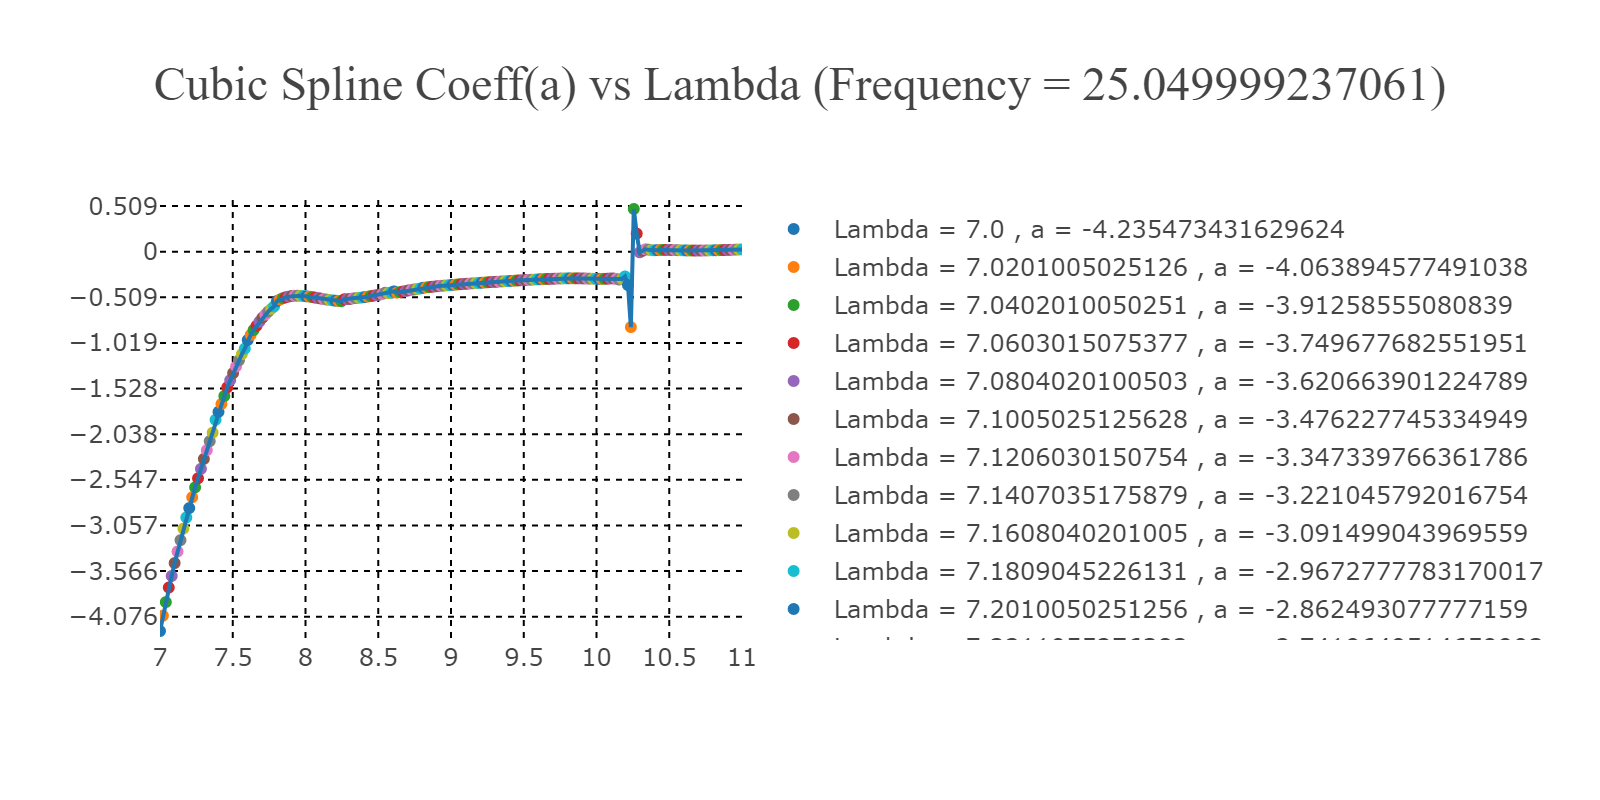 Cubic Spline Coeff(a) vs Lambda (Frequency = 25.049999237061)
0.509
0
−0.509
−1.019
−1.528
−2.038
−2.547
−3.057
−3.566
−4.076
7 7.5 8 8.5 9 9.5 10 10.5 11
Lambda = 7.0 , a = -4.235473431629624
Lambda = 7.0201005025126 , a = -4.063894577491038
Lambda = 7.0402010050251 , a = -3.91258555080839
Lambda = 7.0603015075377 , a = -3.749677682551951
Lambda = 7.0804020100503 , a = -3.620663901224789
Lambda = 7.1005025125628 , a = -3.476227745334949
Lambda = 7.1206030150754 , a = -3.347339766361786
Lambda = 7.1407035175879 , a = -3.221045792016754
Lambda = 7.1608040201005 , a = -3.091499043969559
Lambda = 7.1809045226131 , a = -2.9672777783170017
Lambda = 7.2010050251256 , a = -2.862493077777159